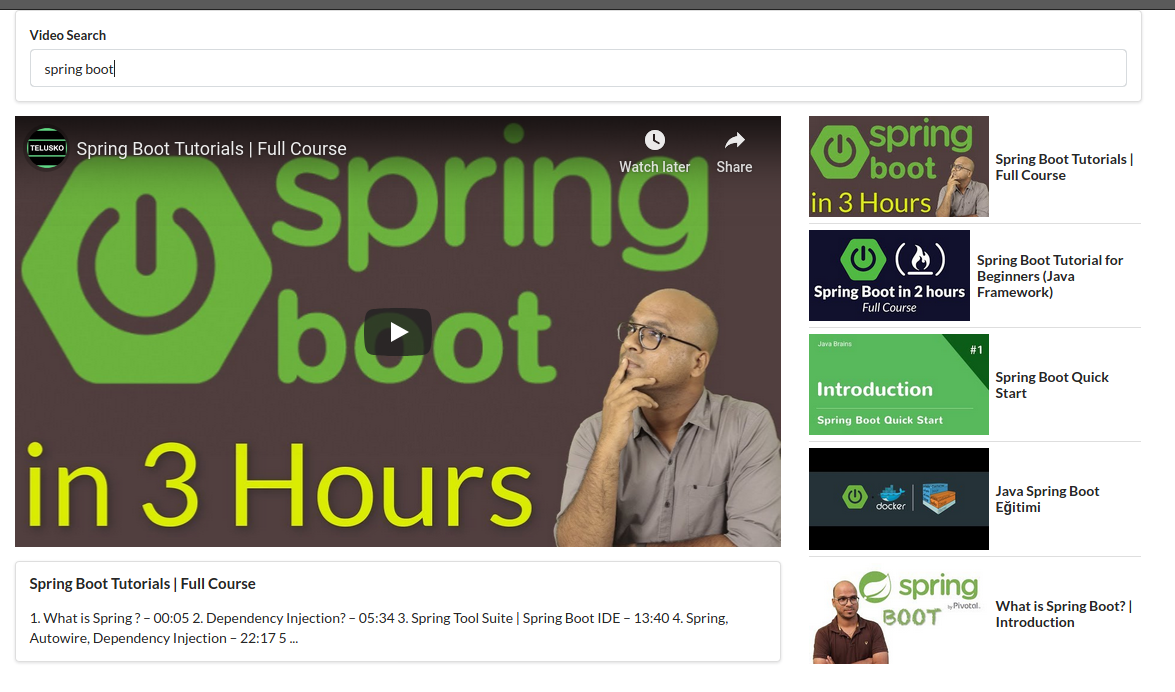 Video Search
spring boot
TELUSKO
Spring Boot Tutorials | Full Course
Watch later
Share
spring
boot
in 3 Hours
Spring Boot Tutorials | Full Course
1. What is Spring ? – 00:05 2. Dependency Injection? – 05:34 3. Spring Tool Suite | Spring Boot IDE – 13:40 4. Spring,
Autowire, Dependency Injection – 22:17 5 ...
spring
boot
in 3 Hours
Spring Boot Tutorials |
Full Course
Spring Boot in 2 hours
Full Course
Spring Boot Tutorial for
Beginners (Java
Framework)
Java Brains
#1
Introduction
Spring Boot Quick Start
Spring Boot Quick
Start
docker
Java Spring Boot
Eğitimi
spring
by Pivotal.
BOOT
What is Spring Boot? |
Introduction